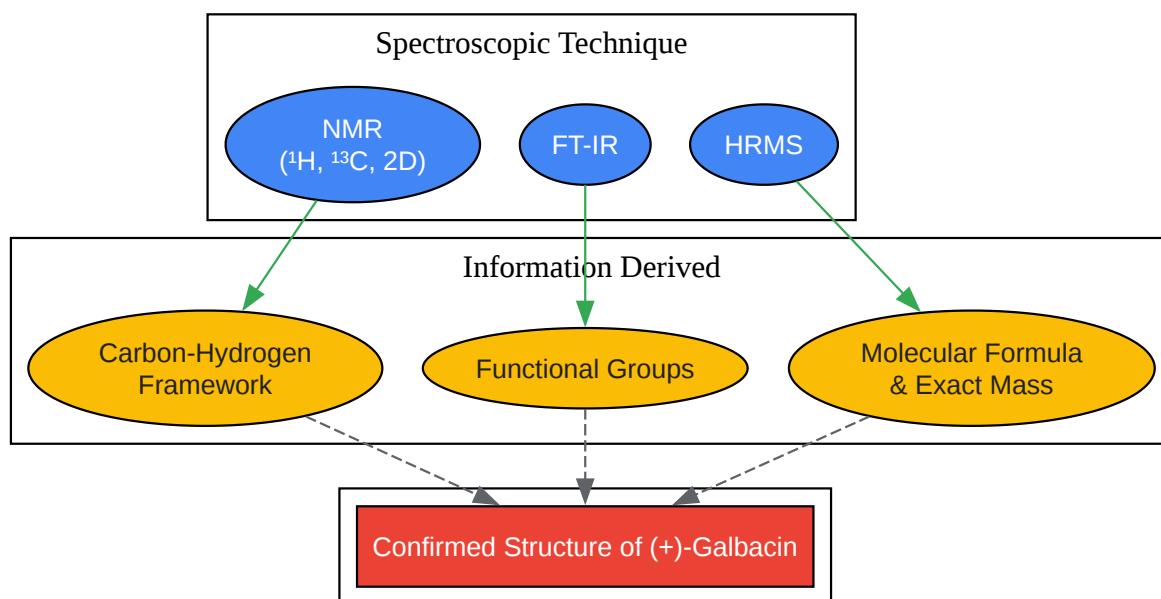 Spectroscopic Technique
NMR
(¹H, ¹³C, 2D)
FT-IR
HRMS
Information Derived
Carbon-Hydrogen
Framework
Functional Groups
Molecular Formula
& Exact Mass
Confirmed Structure of (+)-Galbacin